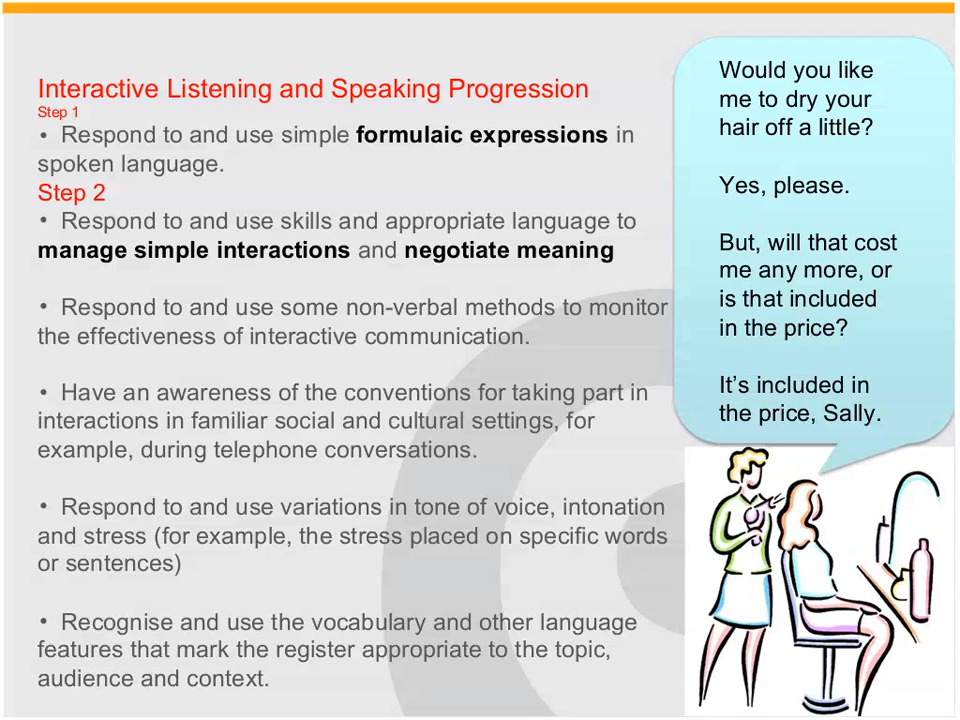 Interactive Listening and Speaking Progression
Step 1
• Respond to and use simple formulaic expressions in
spoken language.
Step 2
• Respond to and use skills and appropriate language to
manage simple interactions and negotiate meaning
• Respond to and use some non-verbal methods to monitor
the effectiveness of interactive communication.
• Have an awareness of the conventions for taking part in
interactions in familiar social and cultural settings, for
example, during telephone conversations.
• Respond to and use variations in tone of voice, intonation
and stress (for example, the stress placed on specific words
or sentences)
• Recognise and use the vocabulary and other language
features that mark the register appropriate to the topic,
audience and context.
Would you like
me to dry your
hair off a little?
Yes, please.
But, will that cost
me any more, or
is that included
in the price?
It’s included in
the price, Sally.